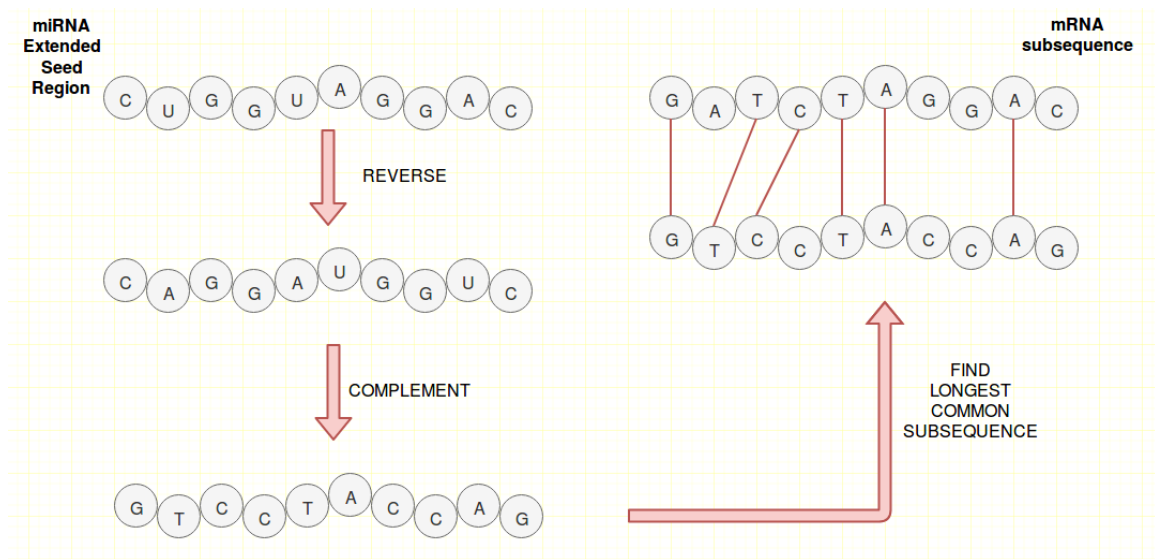 miRNA
Extended
Seed
Region
C U G G U A G G A C
REVERSE
C A G G A U G G U C
COMPLEMENT
G T C C T A C C A G
mRNA
subsequence
G A T C T A G G A C
G T C C T A C C A G
FIND
LONGEST
COMMON
SUBSEQUENCE